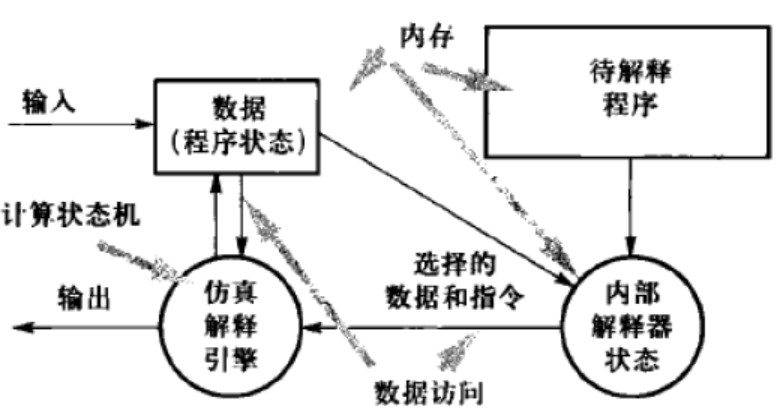 内存
待解释
程序
输入
数据
(程序状态)
计算状态机
选择的
数据和指令
输出
仿真
解释
引擎
内部
解释器
状态
数据访问